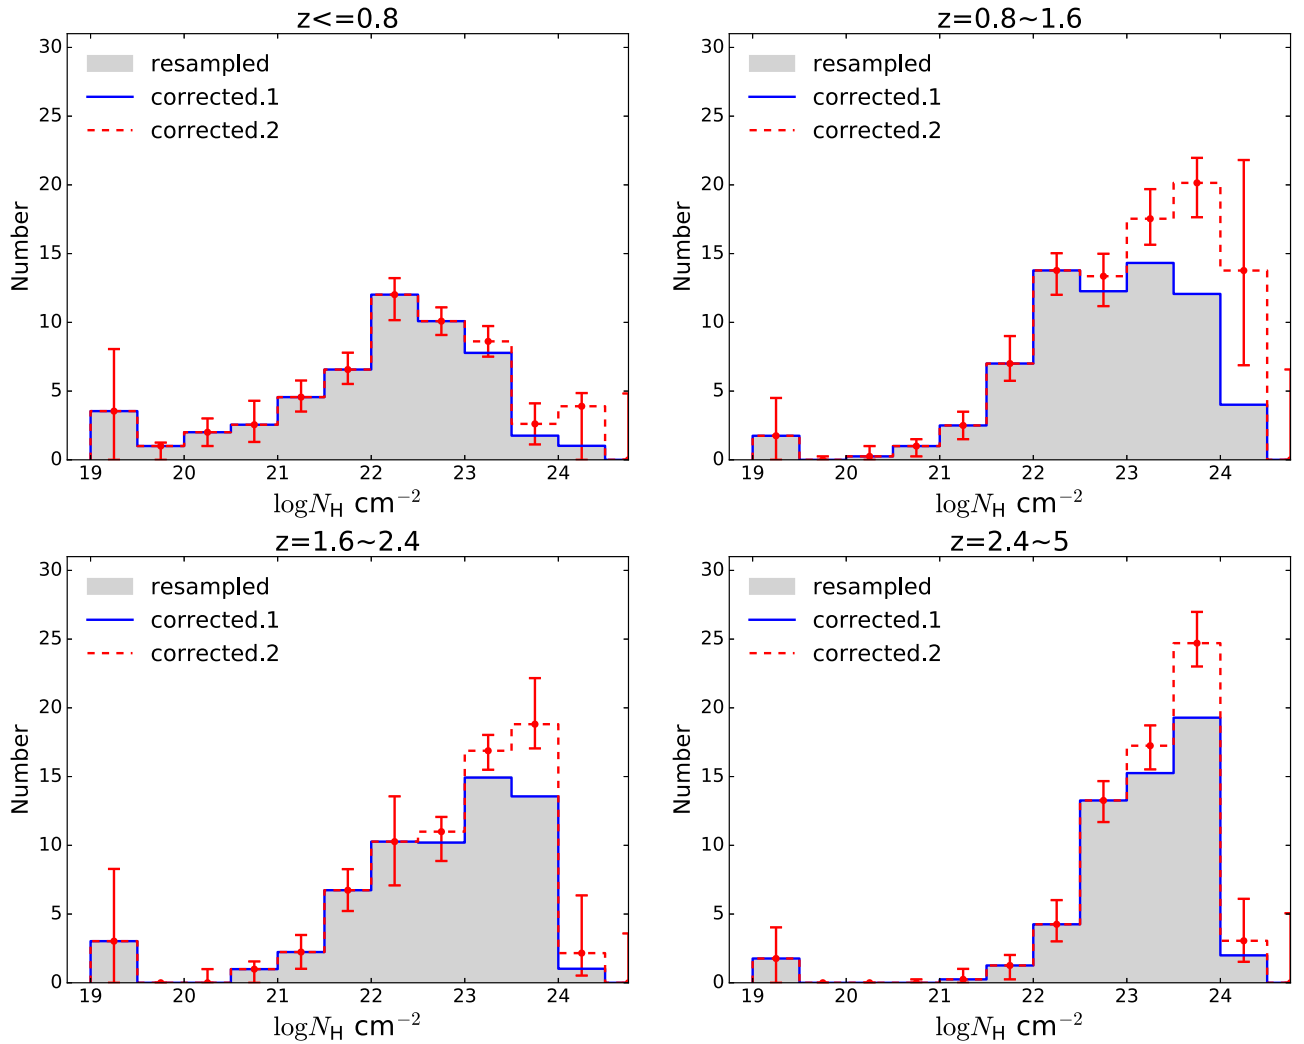 z<=0.8
30
25
20
15
10
5
0
Number
resampled
corrected.1
corrected.2
19 20 21 22 23 24
logN_H cm⁻²
z=0.8~1.6
30
25
20
15
10
5
0
Number
resampled
corrected.1
corrected.2
19 20 21 22 23 24
logN_H cm⁻²
z=1.6~2.4
30
25
20
15
10
5
0
Number
resampled
corrected.1
corrected.2
19 20 21 22 23 24
logN_H cm⁻²
z=2.4~5
30
25
20
15
10
5
0
Number
resampled
corrected.1
corrected.2
19 20 21 22 23 24
logN_H cm⁻²